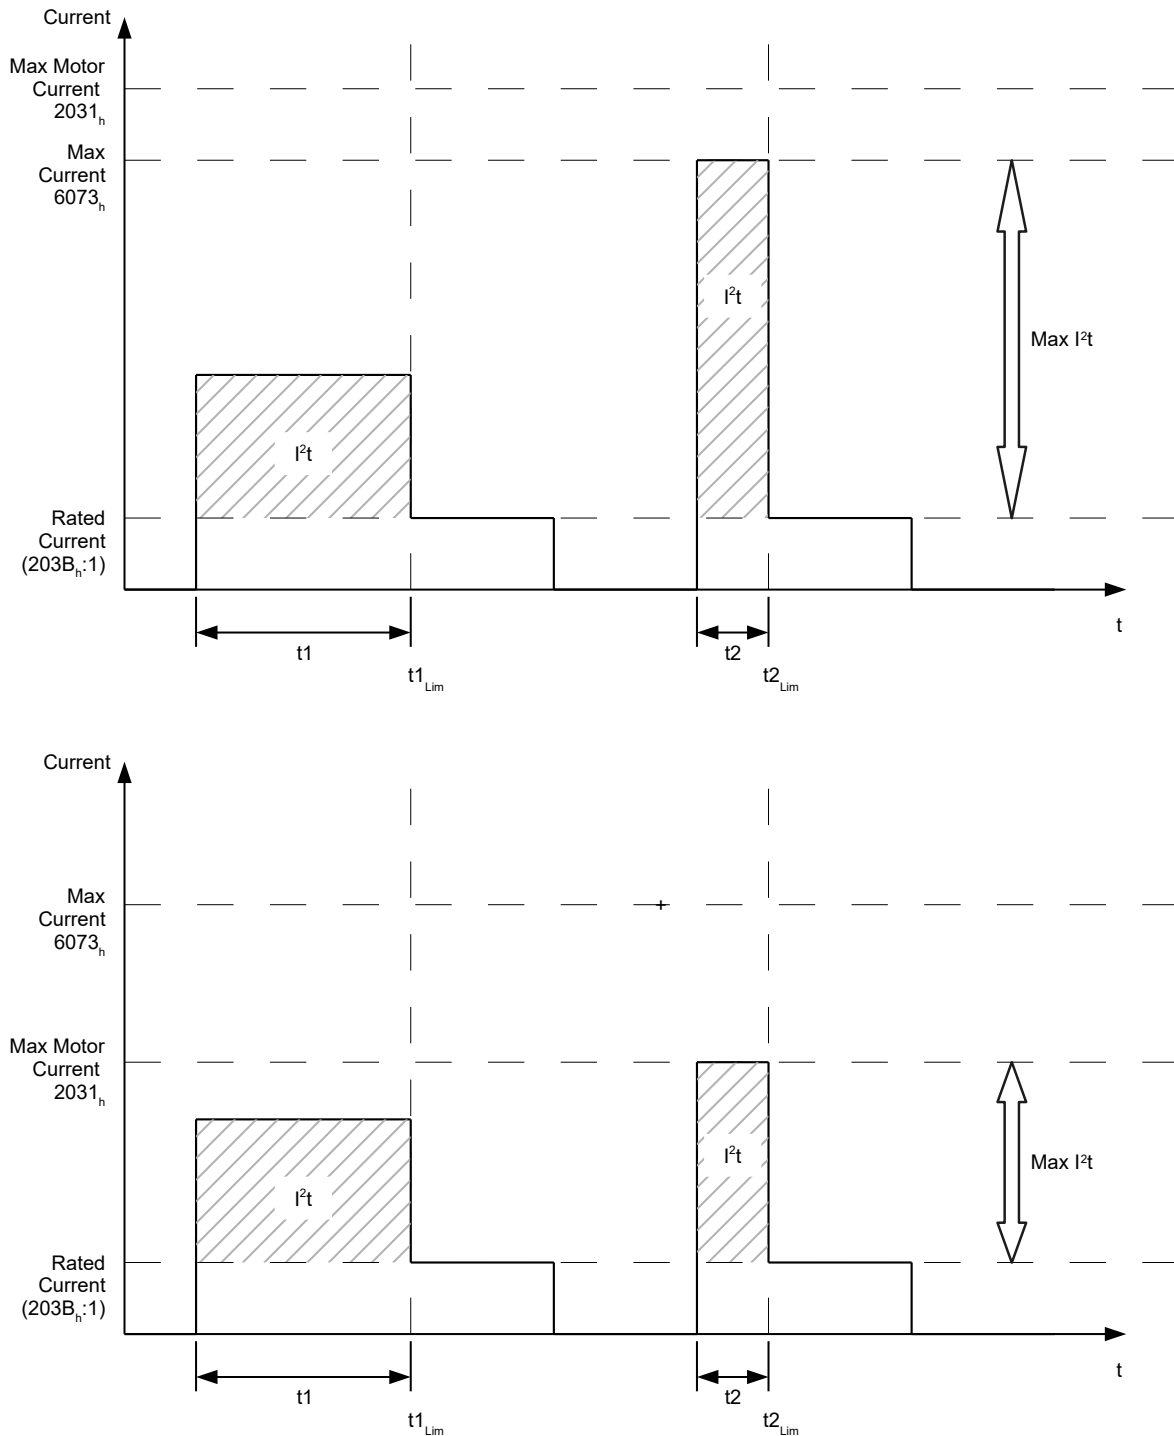 Current
Max Motor
Current
2031h
Max
Current
6073h
I²t
Max I²t
I²t
Rated
Current
(203Bh:1)
t
t1
t2
t1Lim
t2Lim
Current
Max
Current
6073h
Max Motor
Current
2031h
I²t
Max I²t
I²t
Rated
Current
(203Bh:1)
t
t1
t2
t1Lim
t2Lim